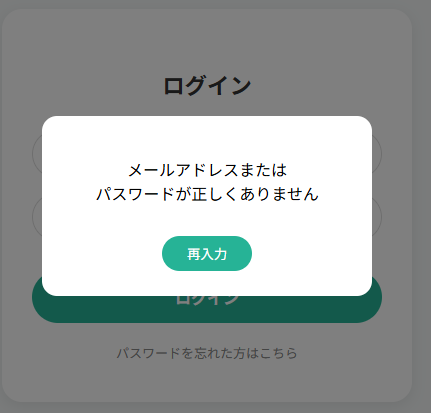 ログイン
メールアドレスまたは
パスワードが正しくありません
再入力
ログイン
パスワードを忘れた方はこちら